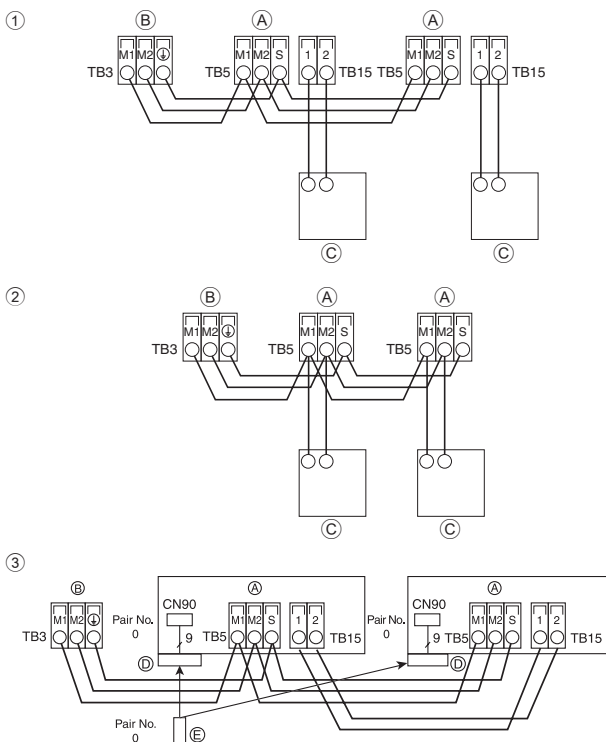 ①
Ⓑ Ⓐ Ⓐ
M1 M2 ⏚ M1 M2 S 1 2 M1 M2 S 1 2
TB3 TB5 TB15 TB5 TB15
Ⓒ Ⓒ
②
Ⓑ Ⓐ Ⓐ
M1 M2 ⏚ M1 M2 S M1 M2 S
TB3 TB5 TB5
Ⓒ Ⓒ
③
Ⓑ Ⓐ Ⓐ
CN90 CN90
M1 M2 ⏚ Pair No. M1 M2 S 1 2 Pair No. M1 M2 S 1 2
0 0
TB3 9 TB5 TB15 9 TB5 TB15
Ⓓ Ⓓ
Pair No. Ⓔ
0